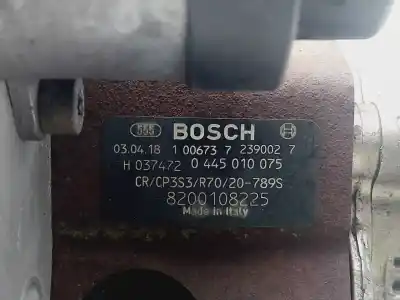 555 BOSCH
03.04.18 1 00673 7 239002 7
H 037472 0 445 010 075
CR/CP3S3/R70/20-789S
8200108225
Made in Italy